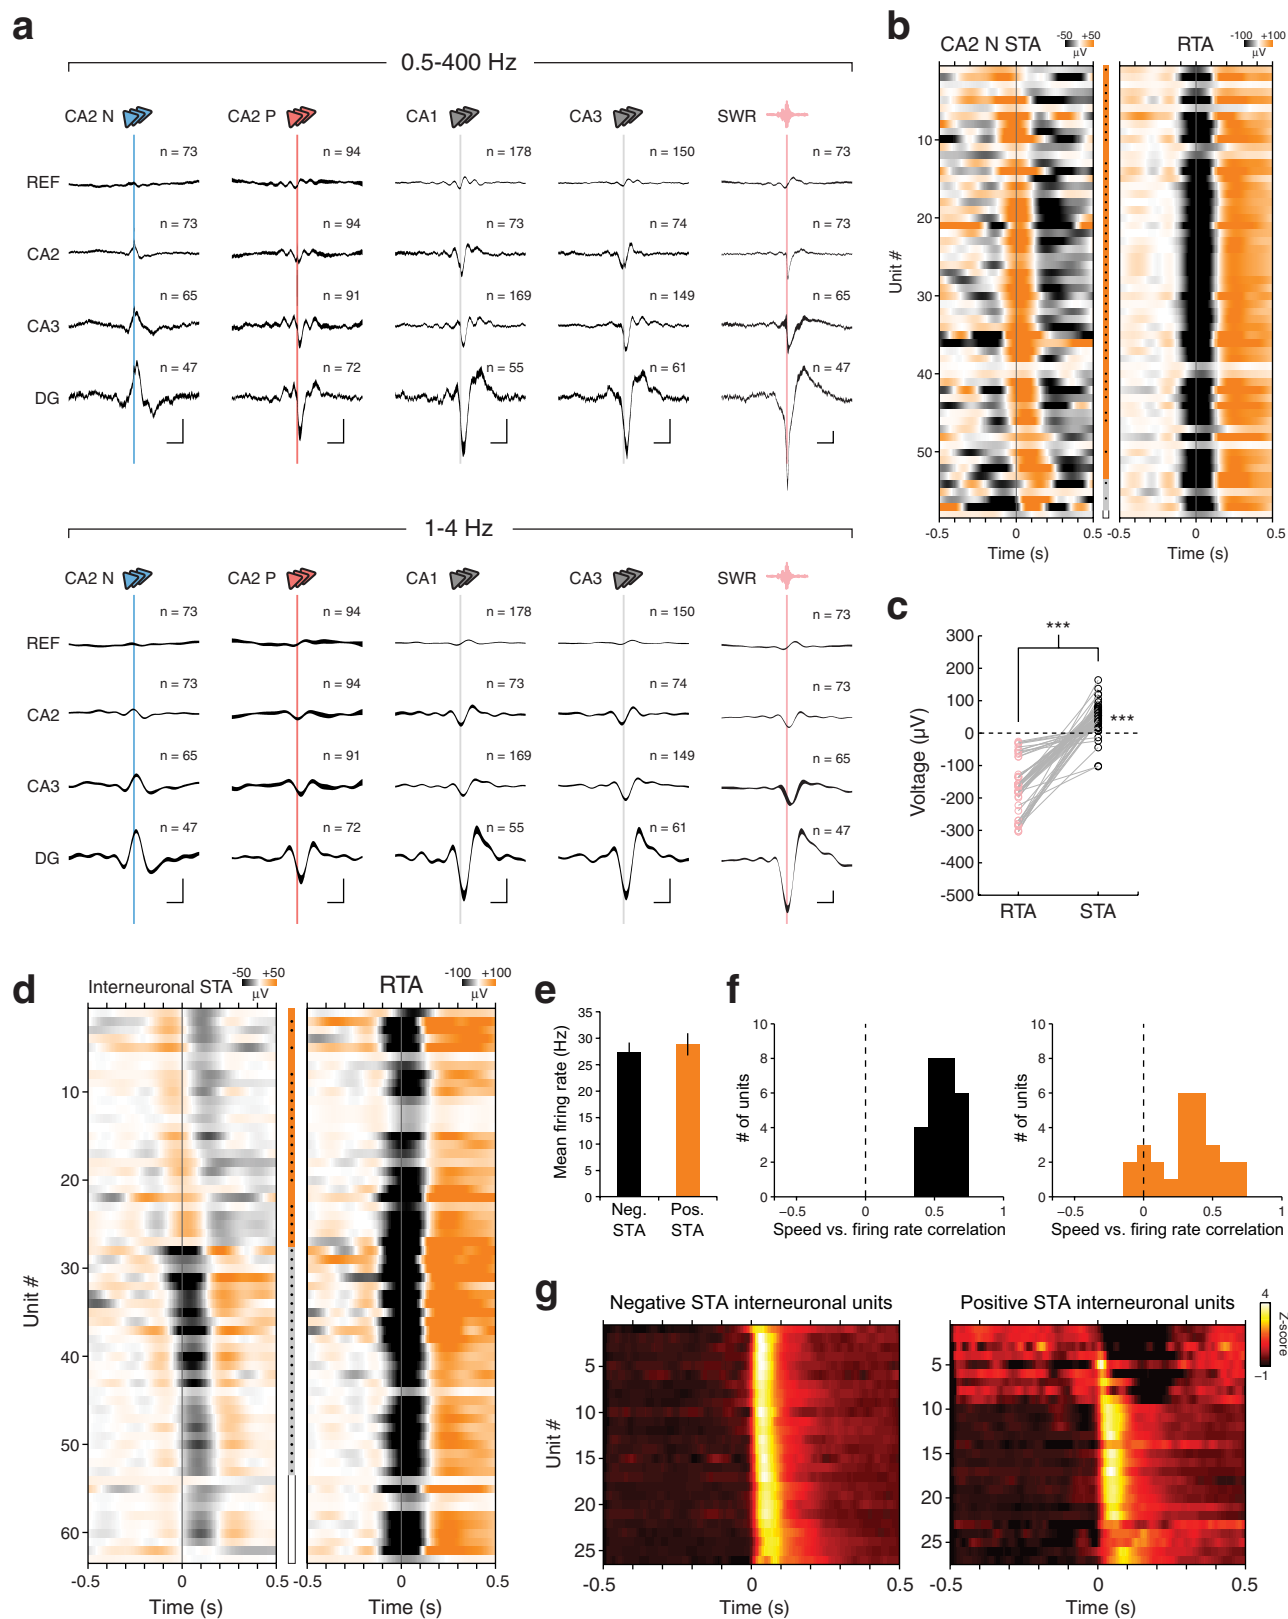 a
0.5-400 Hz
CA2 N
CA2 P
CA1
CA3
SWR
n = 73
n = 94
n = 178
n = 150
n = 73
REF
n = 73
n = 94
n = 73
n = 74
n = 73
CA2
n = 65
n = 91
n = 169
n = 149
n = 65
CA3
n = 47
n = 72
n = 55
n = 61
n = 47
DG
1-4 Hz
CA2 N
CA2 P
CA1
CA3
SWR
n = 73
n = 94
n = 178
n = 150
n = 73
REF
n = 73
n = 94
n = 73
n = 74
n = 73
CA2
n = 65
n = 91
n = 169
n = 149
n = 65
CA3
n = 47
n = 72
n = 55
n = 61
n = 47
DG
b
CA2 N STA
-50 +50
µV
RTA
-100 +100
µV
Unit #
10
20
30
40
50
-0.5 0 0.5
Time (s)
-0.5 0 0.5
Time (s)
c
Voltage (µV)
300
200
100
0
-100
-200
-300
-400
-500
***
***
RTA STA
d
Interneuronal STA
-50 +50
µV
RTA
-100 +100
µV
Unit #
10
20
30
40
50
60
-0.5 0 0.5
Time (s)
-0.5 0 0.5
Time (s)
e
Mean firing rate (Hz)
35
30
25
20
15
10
5
0
Neg. STA
Pos. STA
f
# of units
10
8
6
4
2
0
−0.5 0 0.5 1
Speed vs. firing rate correlation
# of units
10
8
6
4
2
0
−0.5 0 0.5 1
Speed vs. firing rate correlation
g
Negative STA interneuronal units
Unit #
5
10
15
20
25
-0.5 0 0.5
Time (s)
Positive STA interneuronal units
5
10
15
20
25
-0.5 0 0.5
Time (s)
4
Z-score
−1